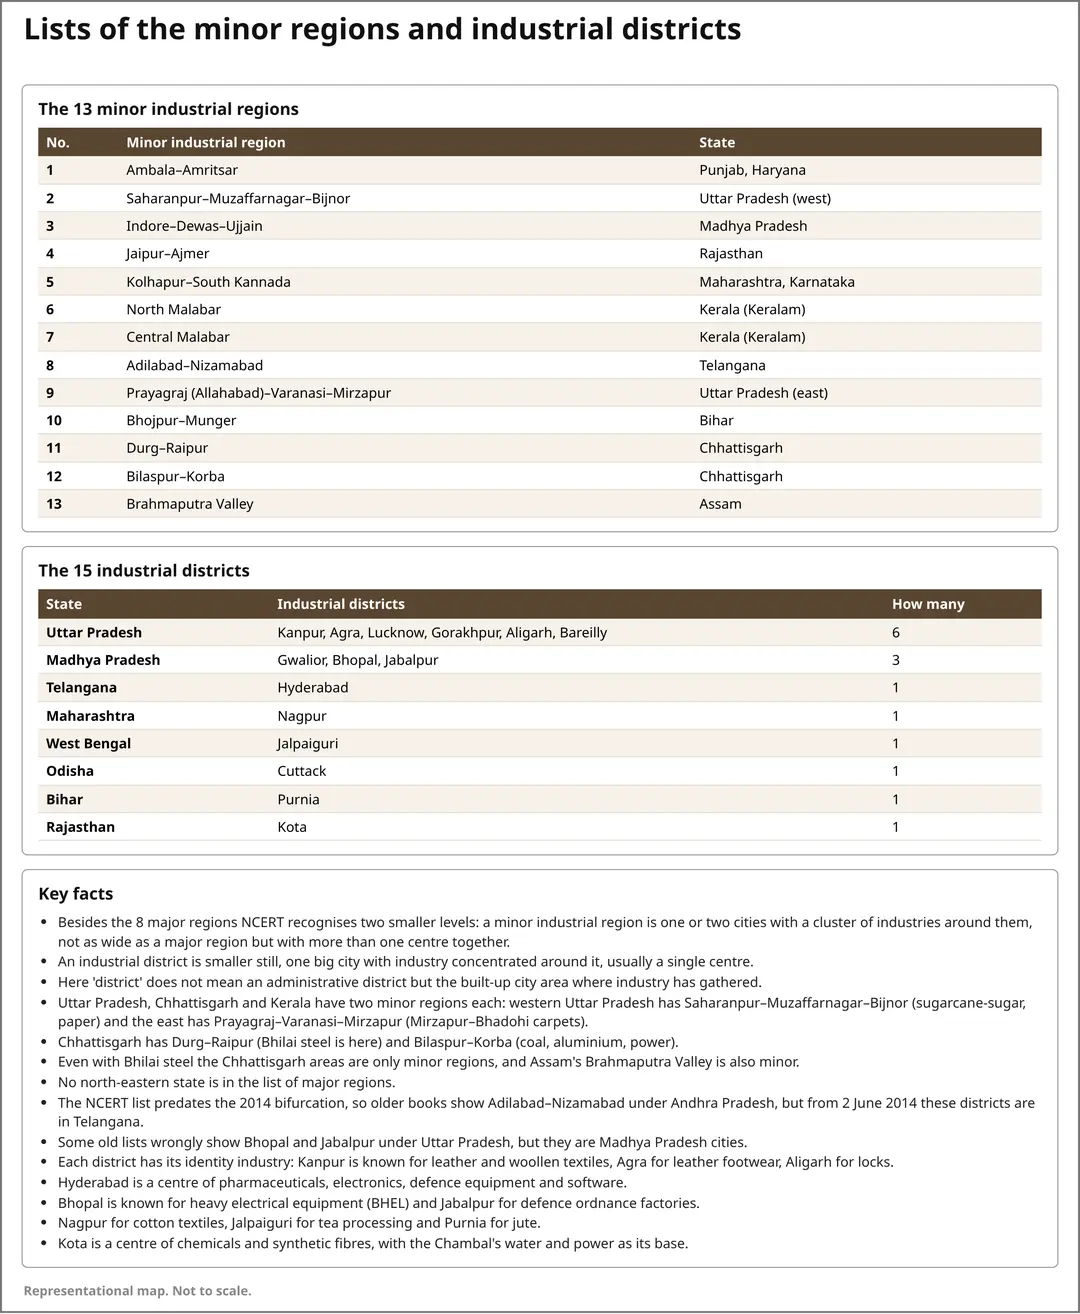 Lists of the minor regions and industrial districts
The 13 minor industrial regions
No. Minor industrial region State
1 Ambala–Amritsar Punjab, Haryana
2 Saharanpur–Muzaffarnagar–Bijnor Uttar Pradesh (west)
3 Indore–Dewas–Ujjain Madhya Pradesh
4 Jaipur–Ajmer Rajasthan
5 Kolhapur–South Kannada Maharashtra, Karnataka
6 North Malabar Kerala (Keralam)
7 Central Malabar Kerala (Keralam)
8 Adilabad–Nizamabad Telangana
9 Prayagraj (Allahabad)–Varanasi–Mirzapur Uttar Pradesh (east)
10 Bhojpur–Munger Bihar
11 Durg–Raipur Chhattisgarh
12 Bilaspur–Korba Chhattisgarh
13 Brahmaputra Valley Assam
The 15 industrial districts
State Industrial districts How many
Uttar Pradesh Kanpur, Agra, Lucknow, Gorakhpur, Aligarh, Bareilly 6
Madhya Pradesh Gwalior, Bhopal, Jabalpur 3
Telangana Hyderabad 1
Maharashtra Nagpur 1
West Bengal Jalpaiguri 1
Odisha Cuttack 1
Bihar Purnia 1
Rajasthan Kota 1
Key facts
• Besides the 8 major regions NCERT recognises two smaller levels: a minor industrial region is one or two cities with a cluster of industries around them,
not as wide as a major region but with more than one centre together.
• An industrial district is smaller still, one big city with industry concentrated around it, usually a single centre.
• Here 'district' does not mean an administrative district but the built-up city area where industry has gathered.
• Uttar Pradesh, Chhattisgarh and Kerala have two minor regions each: western Uttar Pradesh has Saharanpur–Muzaffarnagar–Bijnor (sugarcane-sugar,
paper) and the east has Prayagraj–Varanasi–Mirzapur (Mirzapur–Bhadohi carpets).
• Chhattisgarh has Durg–Raipur (Bhilai steel is here) and Bilaspur–Korba (coal, aluminium, power).
• Even with Bhilai steel the Chhattisgarh areas are only minor regions, and Assam's Brahmaputra Valley is also minor.
• No north-eastern state is in the list of major regions.
• The NCERT list predates the 2014 bifurcation, so older books show Adilabad–Nizamabad under Andhra Pradesh, but from 2 June 2014 these districts are
in Telangana.
• Some old lists wrongly show Bhopal and Jabalpur under Uttar Pradesh, but they are Madhya Pradesh cities.
• Each district has its identity industry: Kanpur is known for leather and woollen textiles, Agra for leather footwear, Aligarh for locks.
• Hyderabad is a centre of pharmaceuticals, electronics, defence equipment and software.
• Bhopal is known for heavy electrical equipment (BHEL) and Jabalpur for defence ordnance factories.
• Nagpur for cotton textiles, Jalpaiguri for tea processing and Purnia for jute.
• Kota is a centre of chemicals and synthetic fibres, with the Chambal's water and power as its base.
Representational map. Not to scale.